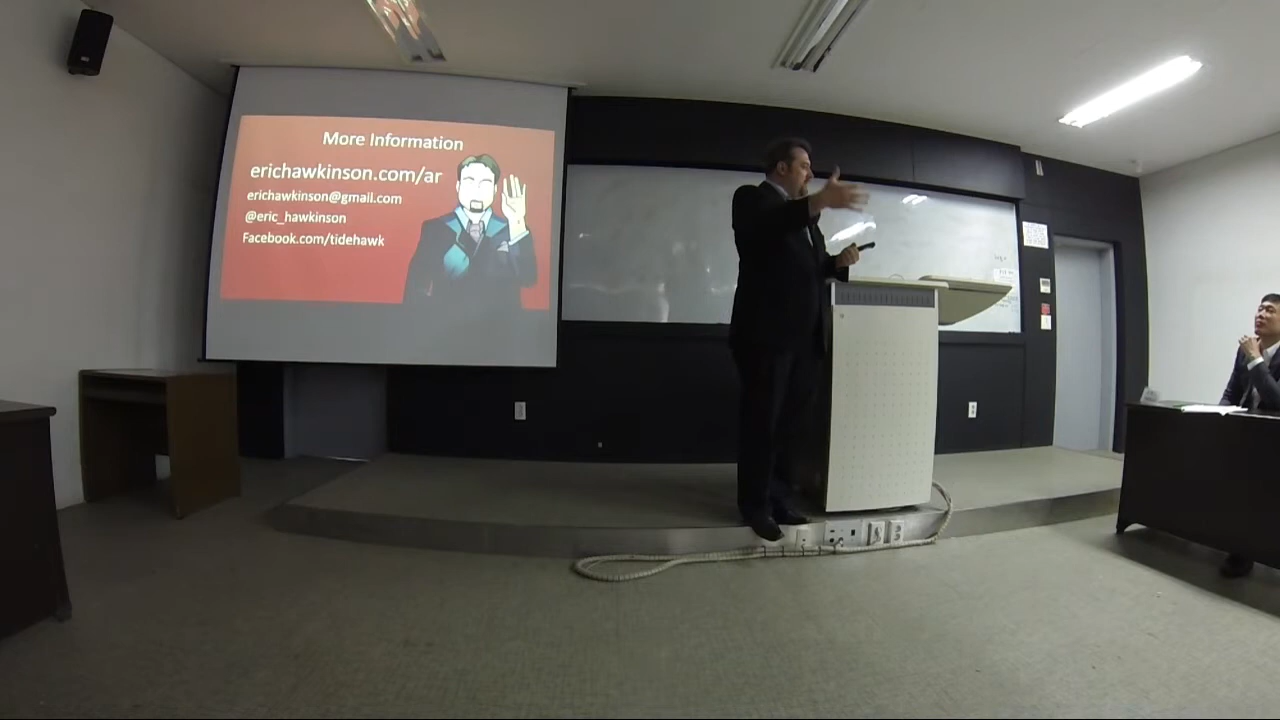 More Information
erichawkinson.com/ar
erichawkinson@gmail.com
@eric_hawkinson
Facebook.com/tidehawk